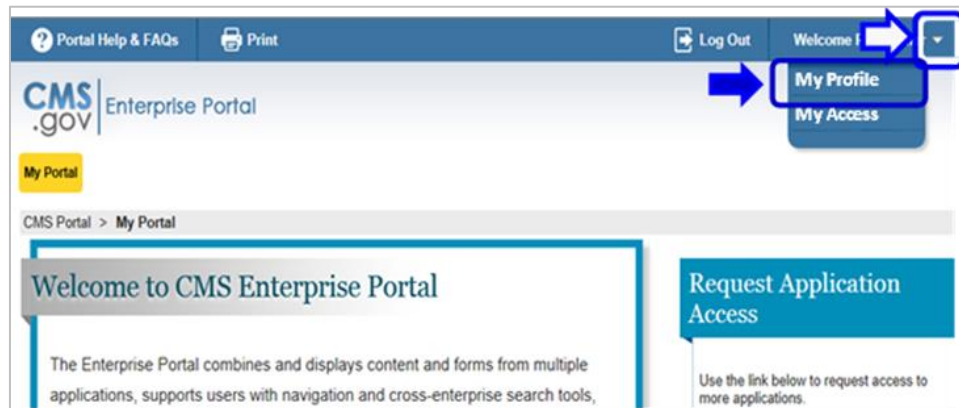 Portal Help & FAQs Print Log Out Welcome
My Profile
My Access
CMS
.gov
Enterprise Portal
My Portal
CMS Portal > My Portal
Welcome to CMS Enterprise Portal
The Enterprise Portal combines and displays content and forms from multiple
applications, supports users with navigation and cross-enterprise search tools,
Request Application
Access
Use the link below to request access to
more applications.